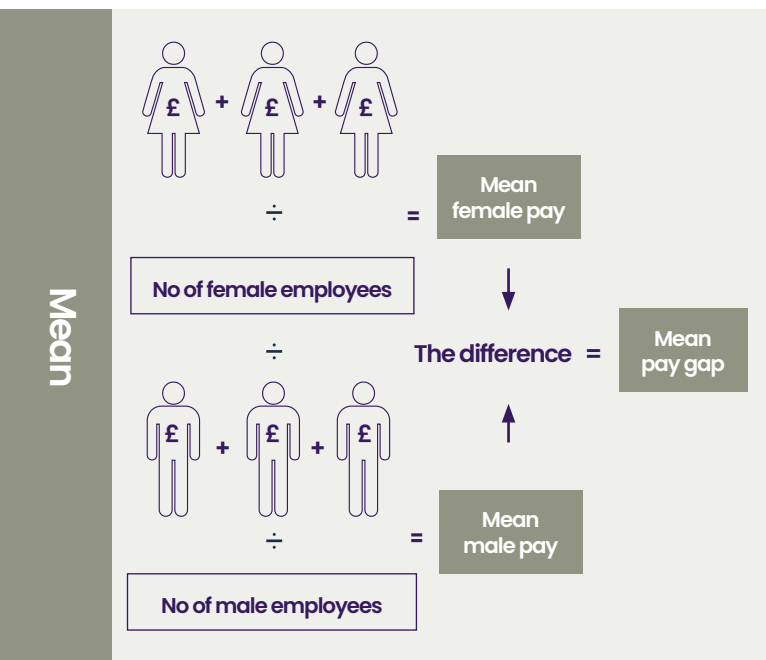 Mean
£ + £ + £
÷
=
Mean
female pay
No of female employees
÷
The difference =
Mean
pay gap
£ + £ + £
÷
=
Mean
male pay
No of male employees